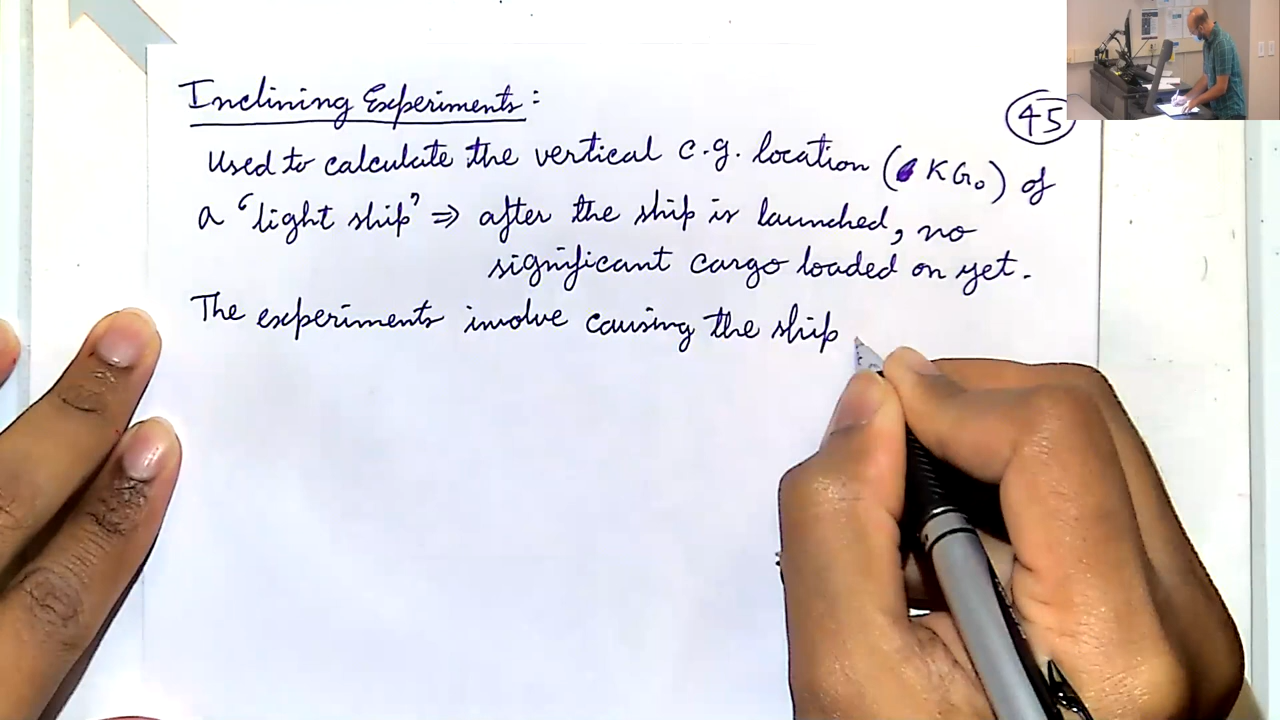 Inclining Experiments:
45
Used to calculate the vertical c.g. location (KG₀) of
a "light ship" ⇒ after the ship is launched, no
significant cargo loaded on yet.
The experiments involve causing the ship